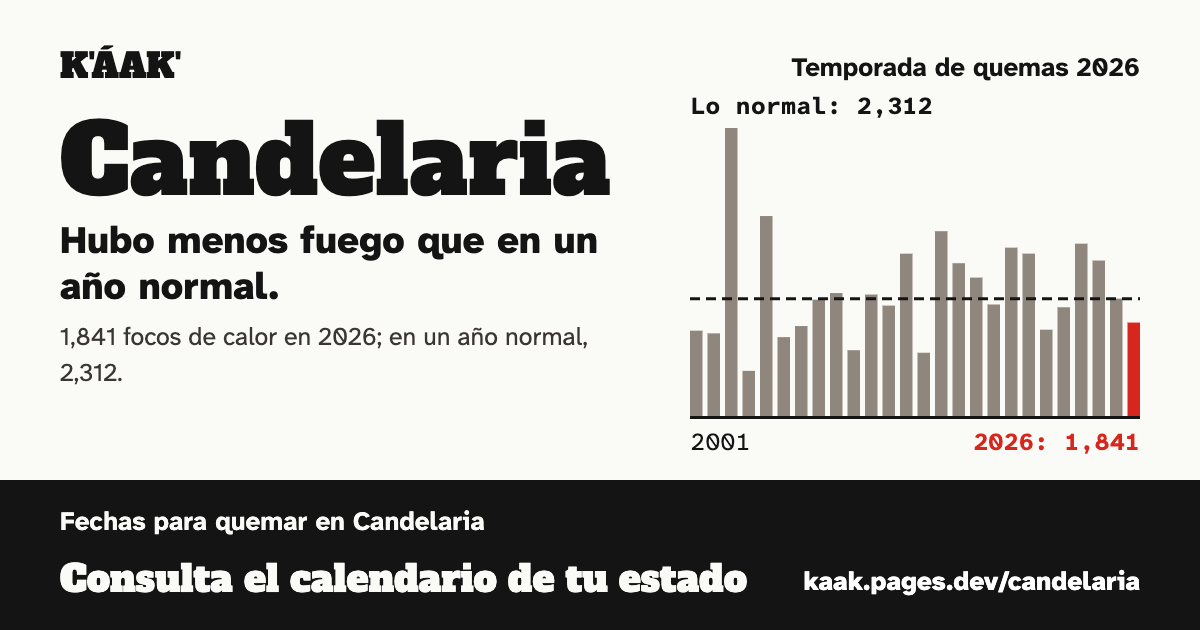 K'ÁAK'
Candelaria
Hubo menos fuego que en un
año normal.
1,841 focos de calor en 2026; en un año normal,
2,312.
Temporada de quemas 2026
Lo normal: 2,312
2001
2026: 1,841
Fechas para quemar en Candelaria
Consulta el calendario de tu estado
kaak.pages.dev/candelaria